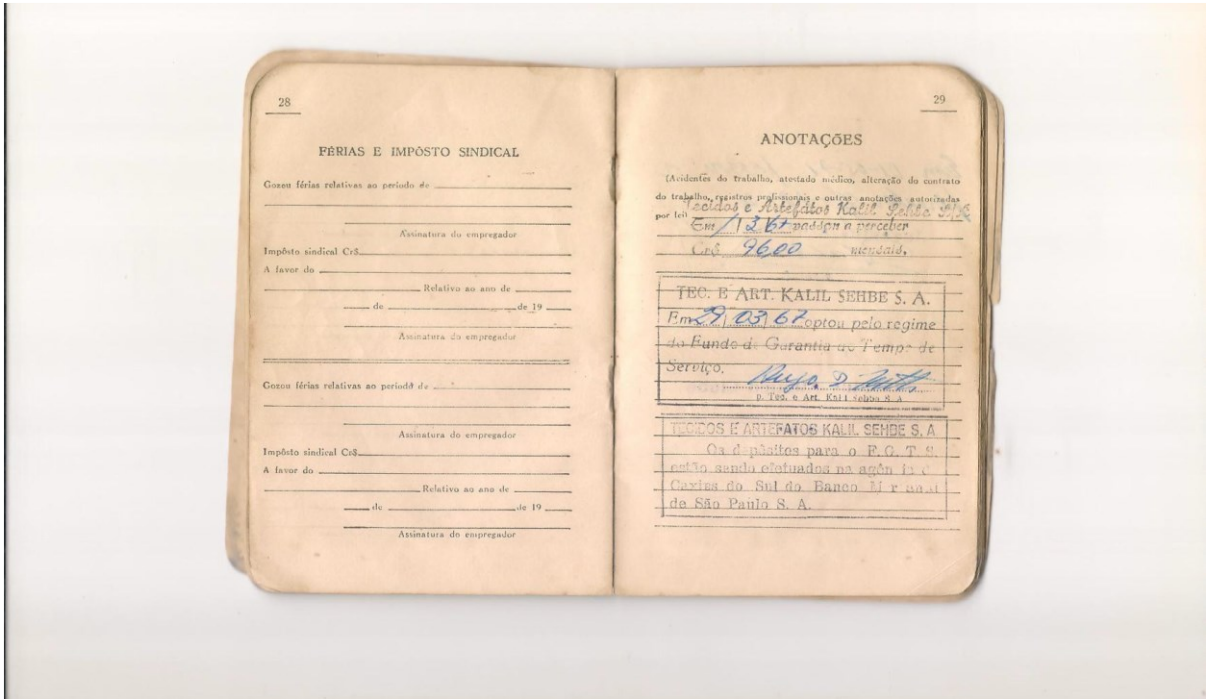 28
FÉRIAS E IMPÔSTO SINDICAL
Gozou férias relativas ao período de
Assinatura do empregador
Impôsto sindical Cr$
A favor do
Relativo ao ano de
de de 19
Assinatura do empregador
Gozou férias relativas ao período de
Assinatura do empregador
Impôsto sindical Cr$
A favor do
Relativo ao ano de
de de 19
Assinatura do empregador
29
ANOTAÇÕES
(Acidentes do trabalho, atestado médico, alteração do contrato
do trabalho, registros profissionais e outras anotações autorizadas
por lei)
Tecidos e Artefatos Kalil Sehbe S/A
Em 1 3 67 passou a perceber
Cr$ 9600 mensais.
TEC. E ART. KALIL SEHBE S. A.
Em 29 03 67 optou pelo regime
do Fundo de Garantia do Tempo de
Serviço.
p. Tec. e Art. Kalil Sehbe S. A.
TECIDOS E ARTEFATOS KALIL SEHBE S. A.
Os depósitos para o F. G. T. S.
estão sendo efetuados na agência
Caxias do Sul do Banco
de São Paulo S. A.